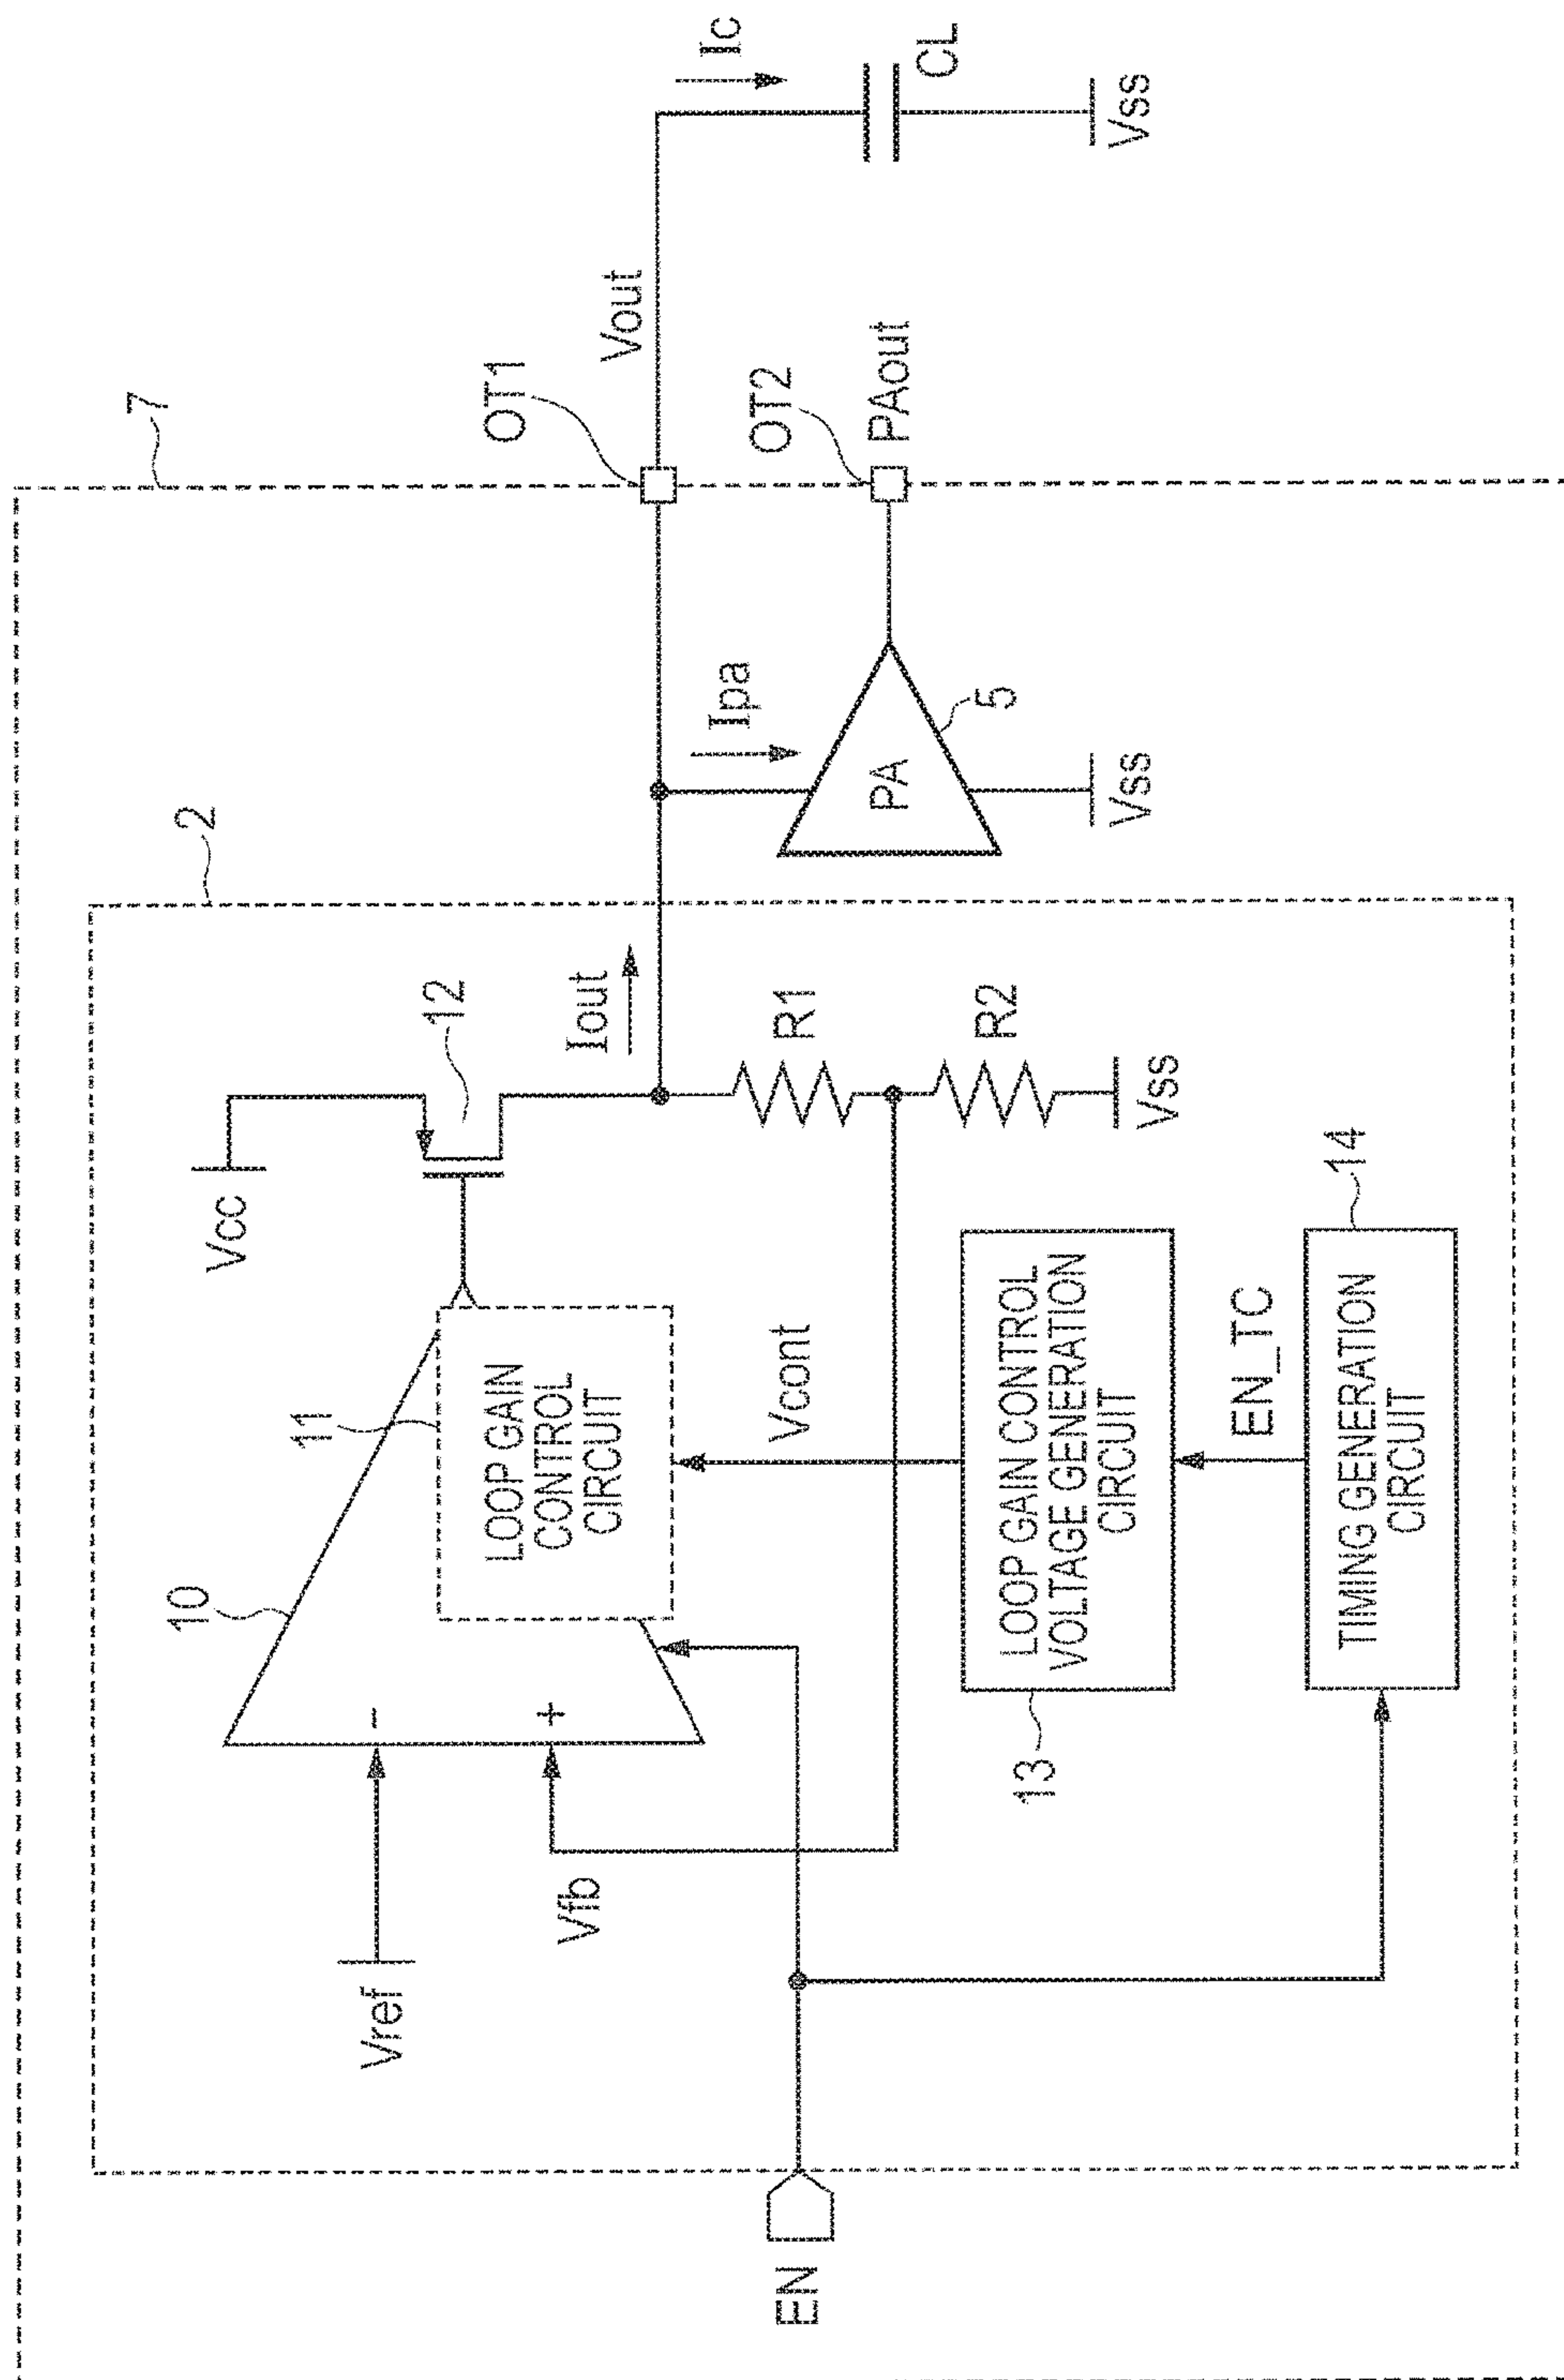 7
2
Vcc
12
10
11
LOOP GAIN
CONTROL
CIRCUIT
Vref
-
+
Vfb
Iout
OT1
Vout
Ic
Ipa
CL
R1
R2
Vss
PA
5
Vss
OT2
PAout
Vss
Vcont
EN
LOOP GAIN CONTROL
VOLTAGE GENERATION
CIRCUIT
13
EN_TC
TIMING GENERATION
CIRCUIT
14